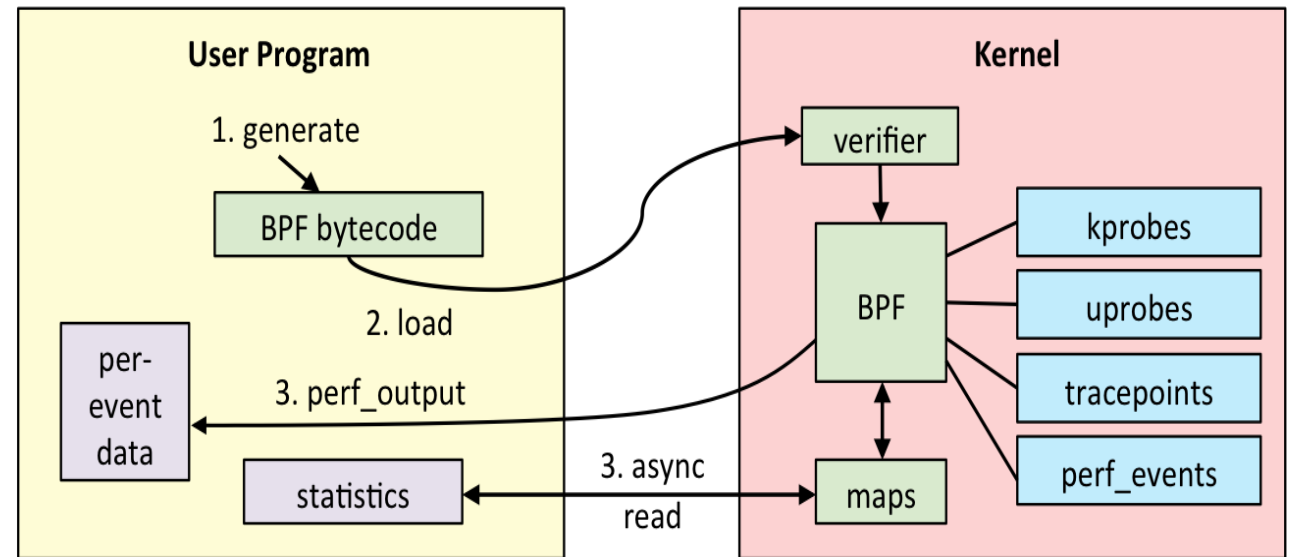 User Program
1. generate
BPF bytecode
2. load
per-
event
data
3. perf_output
statistics
3. async
read
Kernel
verifier
BPF
maps
kprobes
uprobes
tracepoints
perf_events